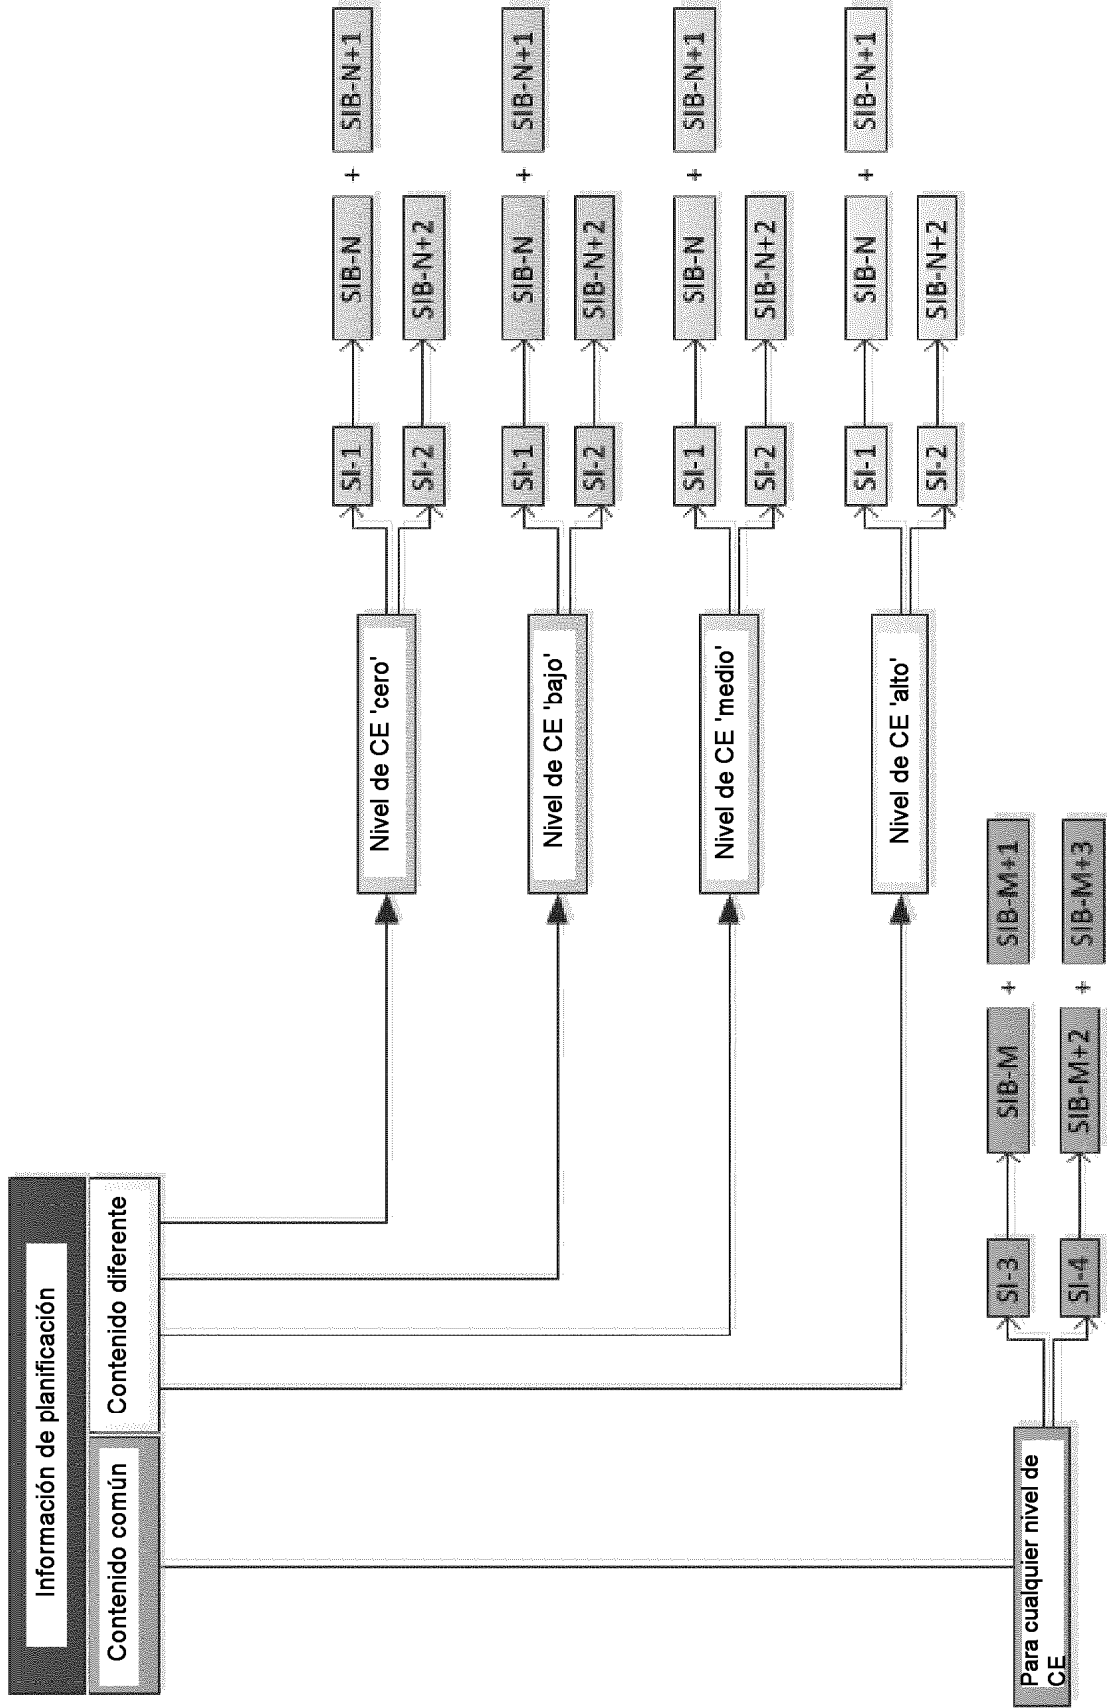 Información de planificación
Contenido común
Contenido diferente
Nivel de CE 'cero'
SI-1
SIB-N
+
SIB-N+1
SI-2
SIB-N+2
Nivel de CE 'bajo'
SI-1
SIB-N
+
SIB-N+1
SI-2
SIB-N+2
Nivel de CE 'medio'
SI-1
SIB-N
+
SIB-N+1
SI-2
SIB-N+2
Nivel de CE 'alto'
SI-1
SIB-N
+
SIB-N+1
SI-2
SIB-N+2
Para cualquier nivel de
CE
SI-3
SIB-M
+
SIB-M+1
SI-4
SIB-M+2
+
SIB-M+3